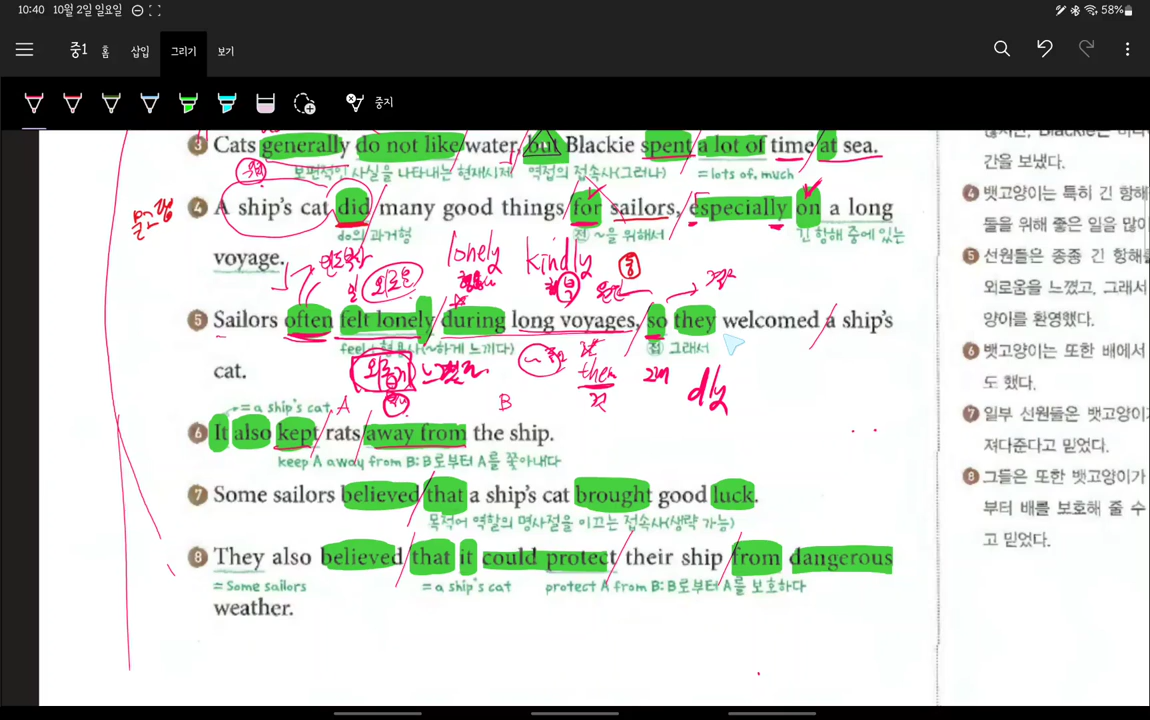 10:40 10월 2일 일요일 58%
중1 홈 삽입 그리기 보기
중지
3 Cats generally do not like water, but Blackie spent a lot of time at sea.
보편적인 사실을 나타내는 현재시제 역접의 접속사(그러나) = lots of, much
간을 보냈다.
4 A ship's cat did many good things for sailors, especially on a long
do의 과거형 전 ~을 위해서 긴 항해 중에 있는
4 뱃고양이는 특히 긴 항해
들을 위해 좋은 일을 많이
voyage.
lonely kindly
외로운
5 선원들은 종종 긴 항해
외로움을 느꼈고, 그래서
양이를 환영했다.
5 Sailors often felt lonely during long voyages, so they welcomed a ship's
feel + 형용사(~하게 느끼다) 접 그래서
cat.
외롭게 them dly
= a ship's cat A B
6 It also kept rats away from the ship.
keep A away from B: B로부터 A를 쫓아내다
6 뱃고양이는 또한 배에서
도 했다.
7 일부 선원들은 뱃고양이
져다준다고 믿었다.
7 Some sailors believed that a ship's cat brought good luck.
목적어 역할의 명사절을 이끄는 접속사(생략 가능)
8 그들은 또한 뱃고양이가
부터 배를 보호해 줄 수
고 믿었다.
8 They also believed that it could protect their ship from dangerous
= Some sailors = a ship's cat protect A from B: B로부터 A를 보호하다
weather.